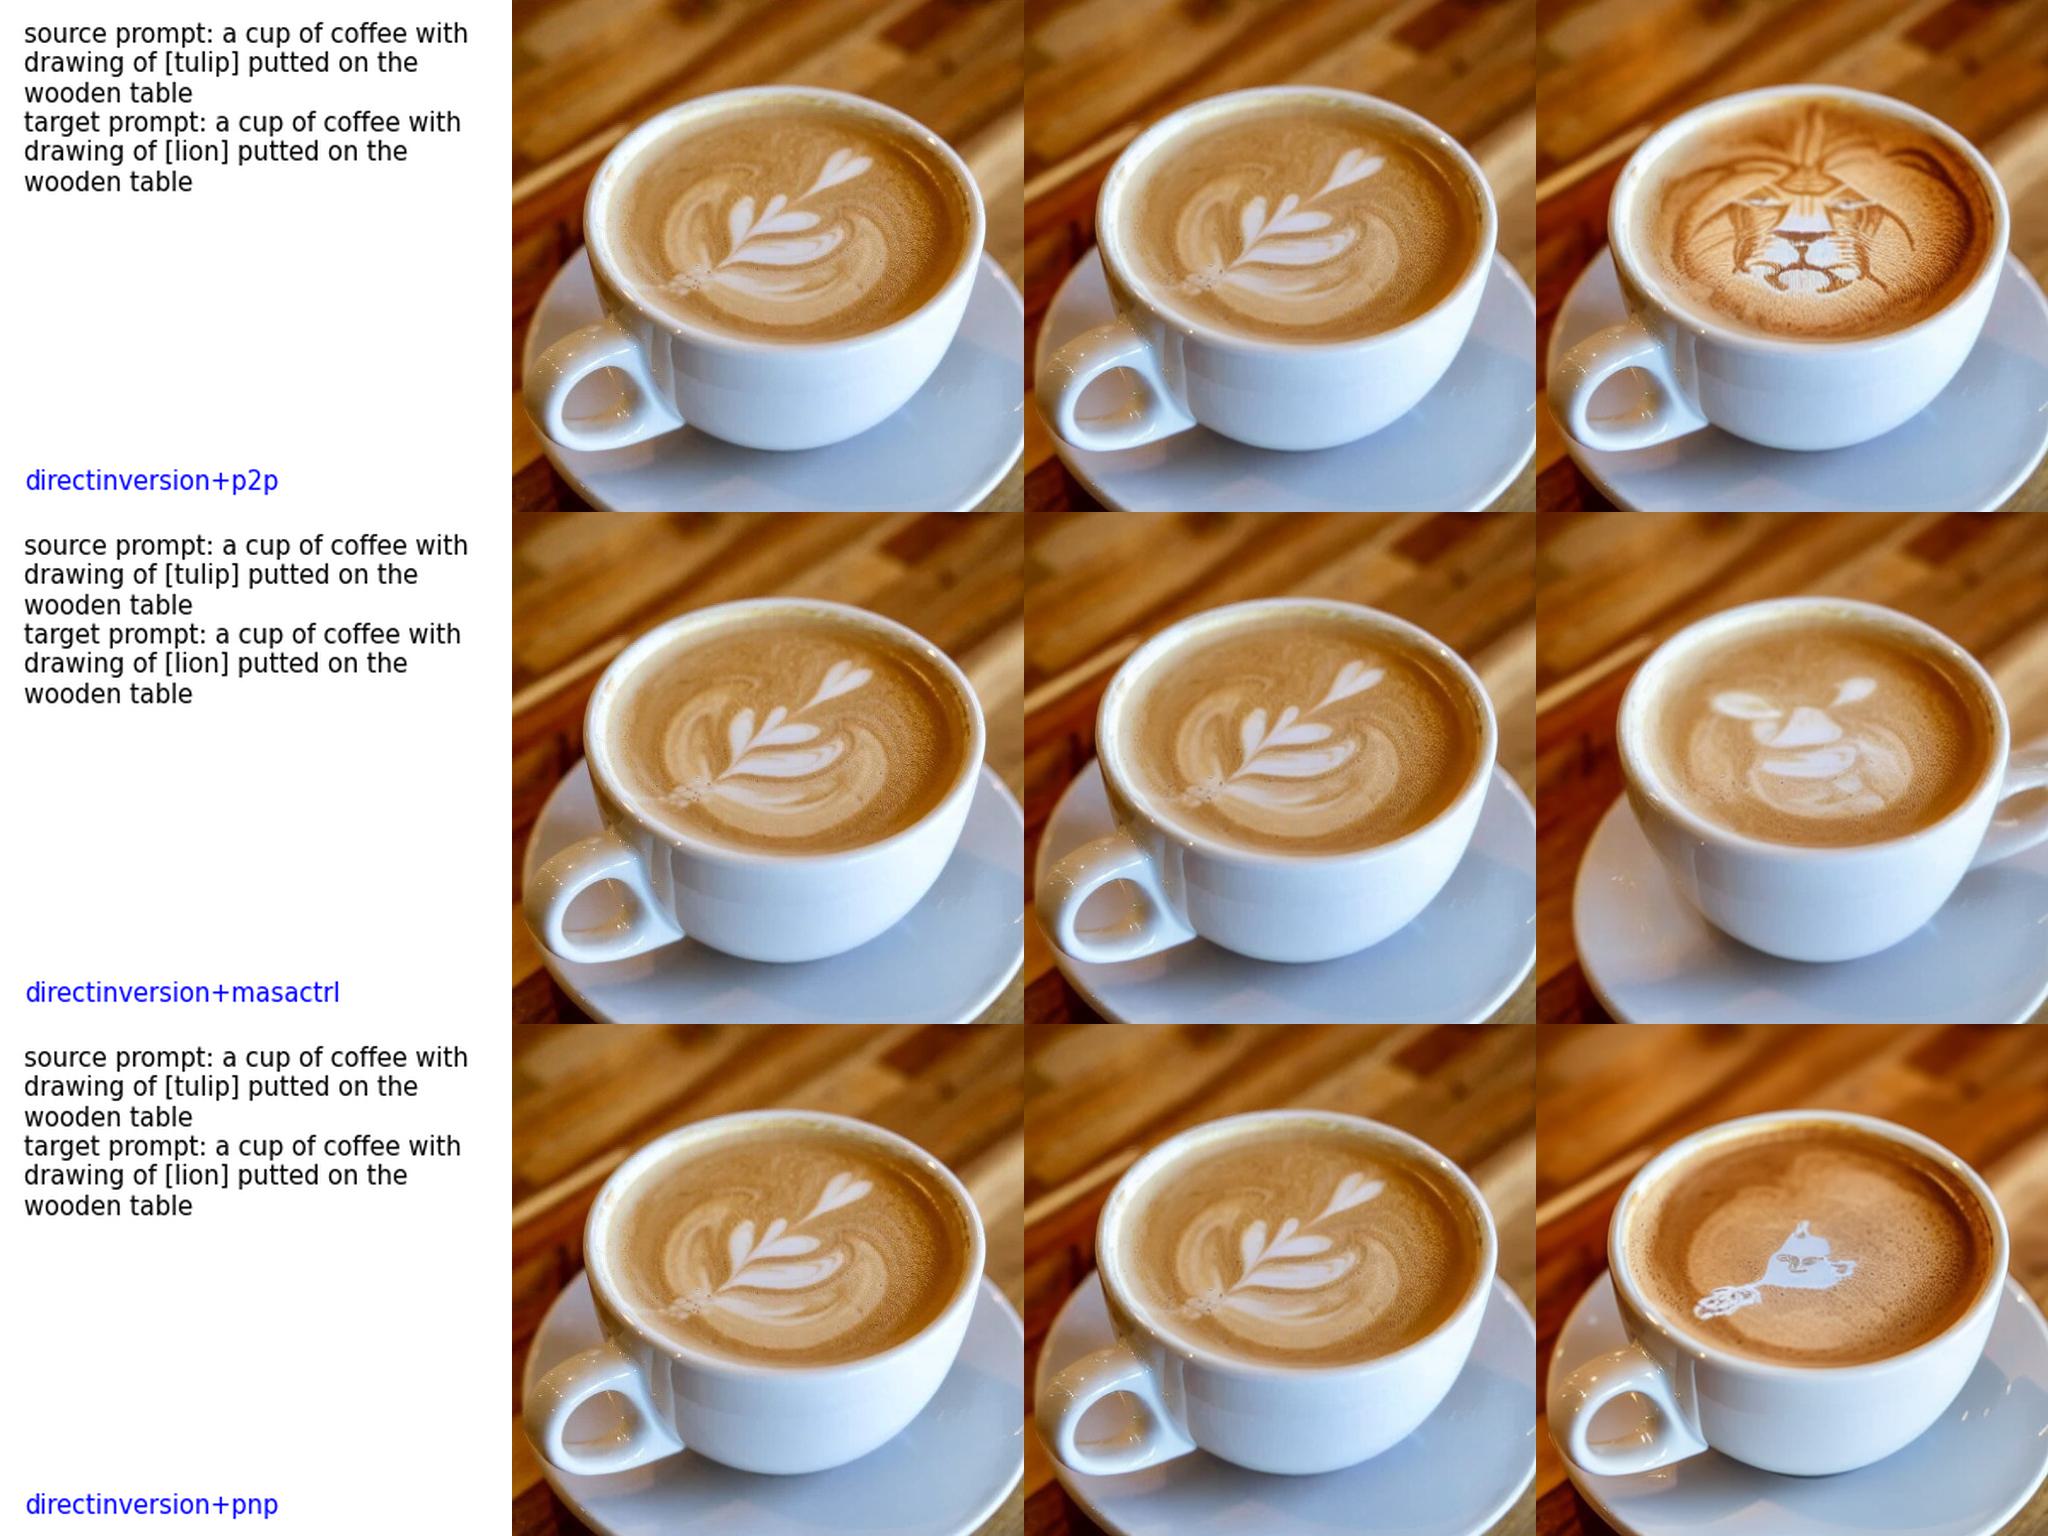 source prompt: a cup of coffee with
drawing of [tulip] putted on the
wooden table
target prompt: a cup of coffee with
drawing of [lion] putted on the
wooden table
directinversion+p2p
source prompt: a cup of coffee with
drawing of [tulip] putted on the
wooden table
target prompt: a cup of coffee with
drawing of [lion] putted on the
wooden table
directinversion+masactrl
source prompt: a cup of coffee with
drawing of [tulip] putted on the
wooden table
target prompt: a cup of coffee with
drawing of [lion] putted on the
wooden table
directinversion+pnp